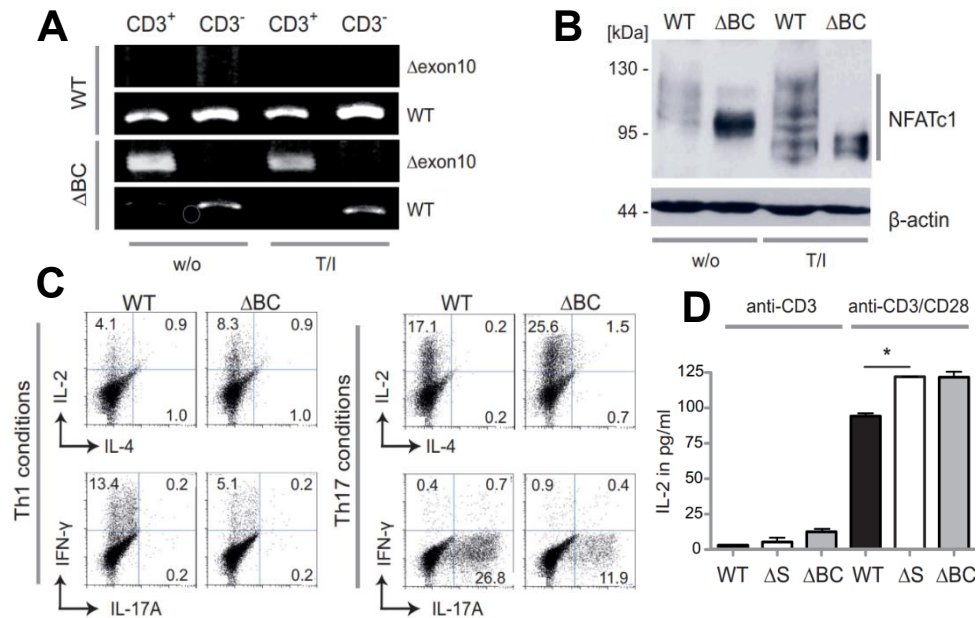 A
CD3⁺ CD3⁻ CD3⁺ CD3⁻
WT
Δexon10
WT
ΔBC
Δexon10
WT
w/o T/I
B
[kDa] WT ΔBC WT ΔBC
130 -
95 -
NFATc1
44 -
β-actin
w/o T/I
C
WT ΔBC
Th1 conditions
4.1 0.9 8.3 0.9
IL-2
1.0 1.0
IL-4
13.4 0.2 5.1 0.2
IFN-γ
0.2 0.2
IL-17A
WT ΔBC
Th17 conditions
17.1 0.2 25.6 1.5
IL-2
0.2 0.7
IL-4
0.4 0.7 0.9 0.4
IFN-γ
26.8 11.9
IL-17A
D
anti-CD3 anti-CD3/CD28
*
IL-2 in pg/ml
125
100
75
50
25
0
WT ΔS ΔBC WT ΔS ΔBC